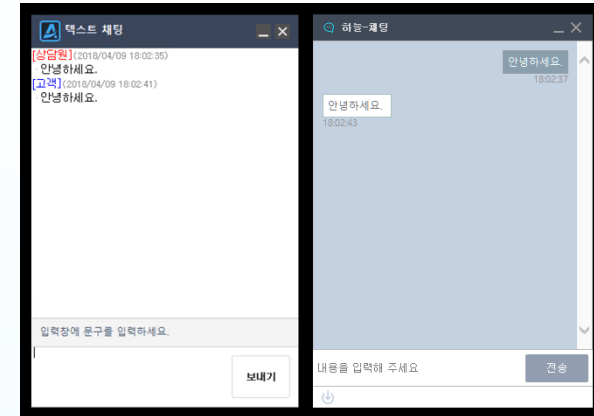 텍스트 채팅
[상담원](2018/04/09 18:02:35)
안녕하세요.
[고객](2018/04/09 18:02:41)
안녕하세요.
입력창에 문구를 입력하세요.
보내기
하늘-채팅
안녕하세요.
18:02:37
안녕하세요.
18:02:43
내용을 입력해 주세요
전송